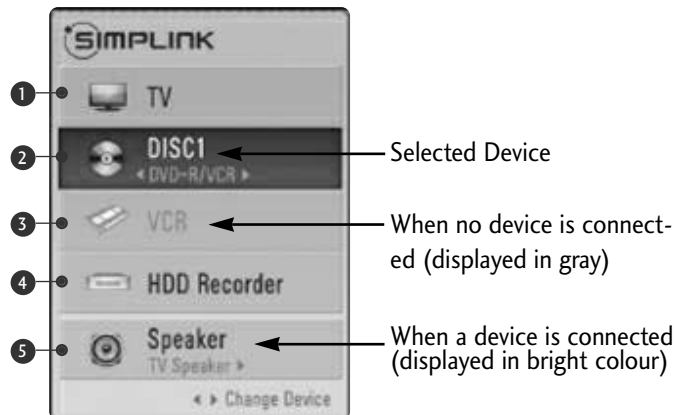 SIMPLINK
1 TV
2 DISC1 Selected Device
◄ DVD-R/VCR ►
3 VCR When no device is connect-
ed (displayed in gray)
4 HDD Recorder
5 Speaker When a device is connected
TV Speaker ► (displayed in bright colour)
◄ ► Change Device